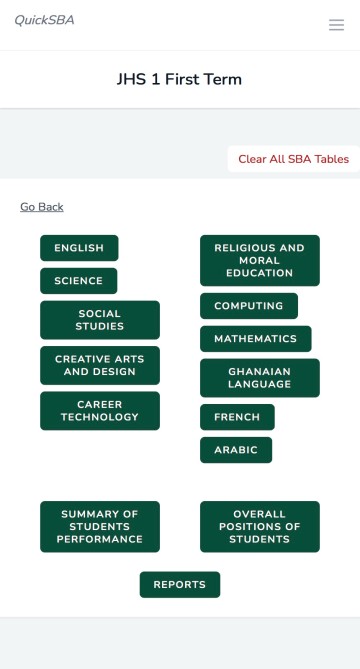 QuickSBA
JHS 1 First Term
Clear All SBA Tables
Go Back
ENGLISH
SCIENCE
SOCIAL
STUDIES
CREATIVE ARTS
AND DESIGN
CAREER
TECHNOLOGY
RELIGIOUS AND
MORAL
EDUCATION
COMPUTING
MATHEMATICS
GHANAIAN
LANGUAGE
FRENCH
ARABIC
SUMMARY OF
STUDENTS
PERFORMANCE
OVERALL
POSITIONS OF
STUDENTS
REPORTS